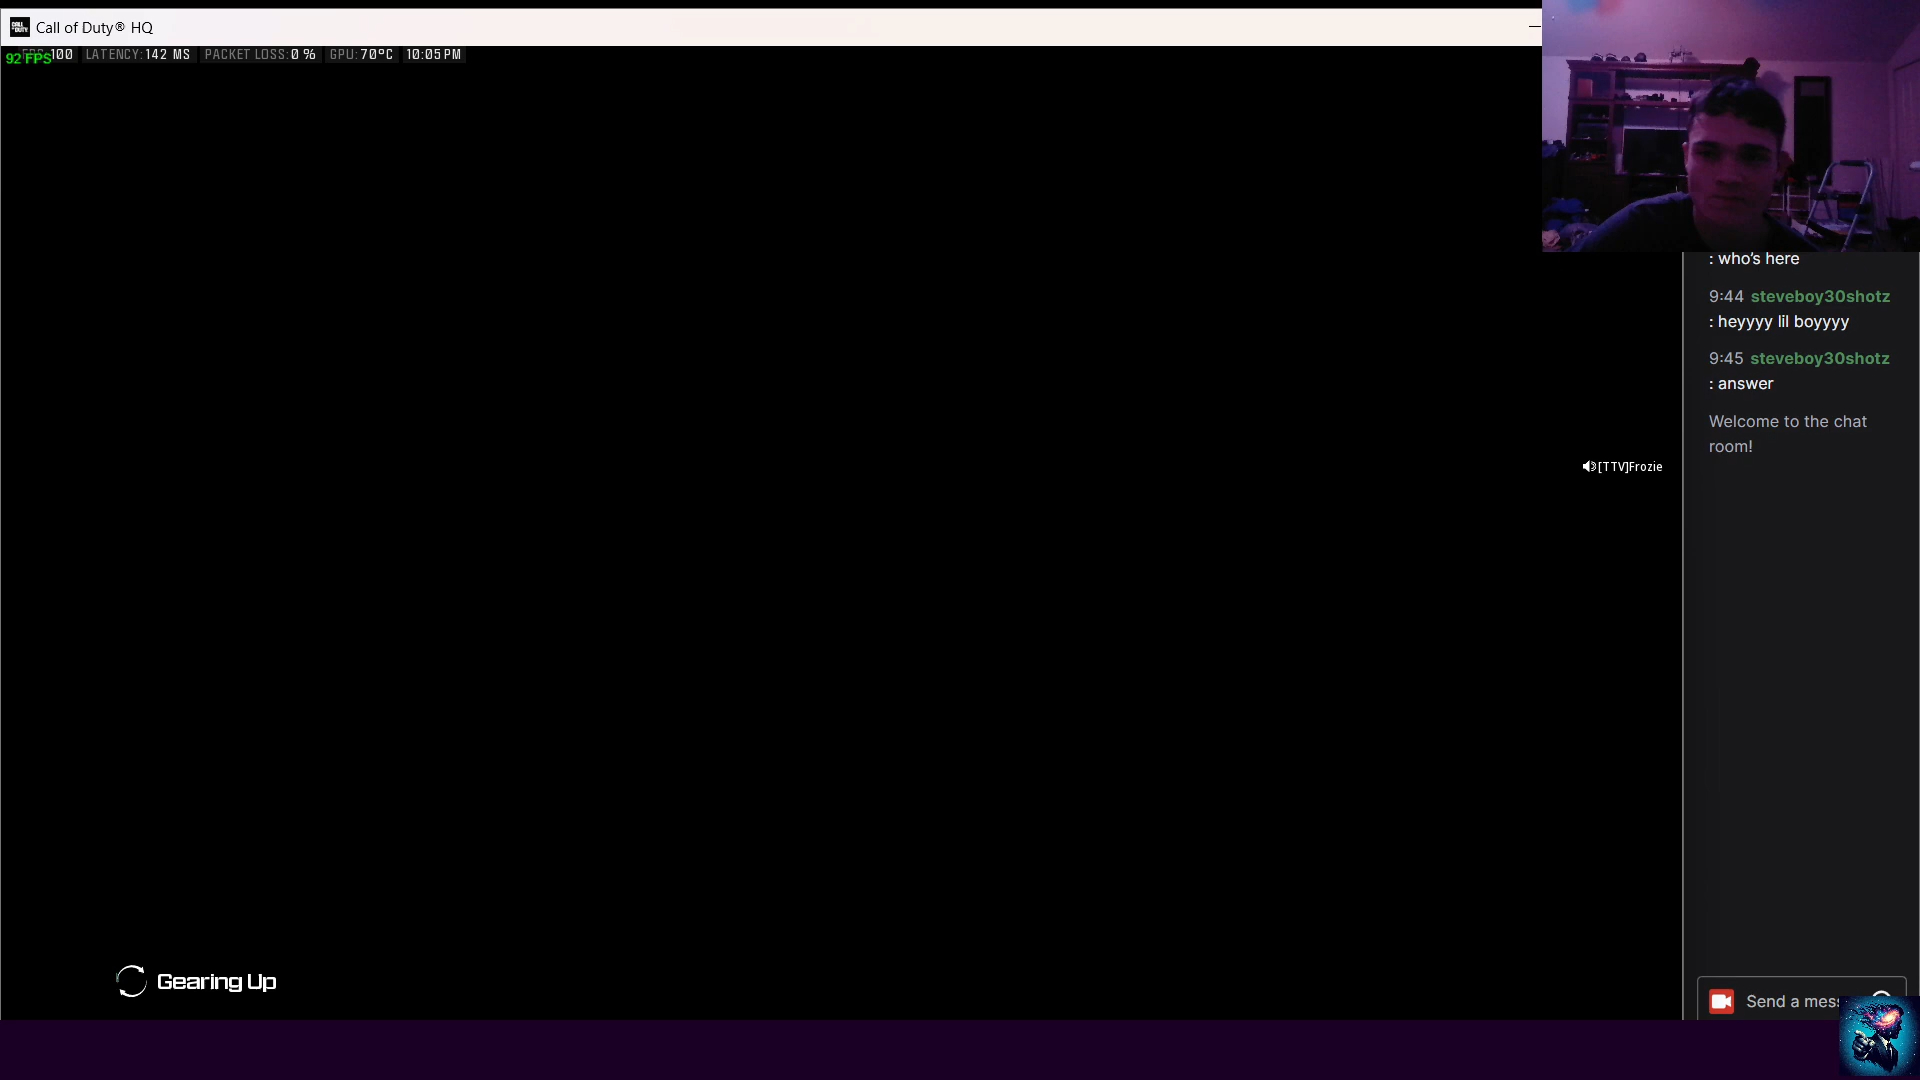 Call of Duty® HQ
92 FPS 100 LATENCY: 142 MS PACKET LOSS: 0 % GPU: 70°C 10:05 PM
: who's here
9:44 steveboy30shotz
: heyyyy lil boyyyy
9:45 steveboy30shotz
: answer
Welcome to the chat
room!
[TTV]Frozie
Gearing Up
Send a mess